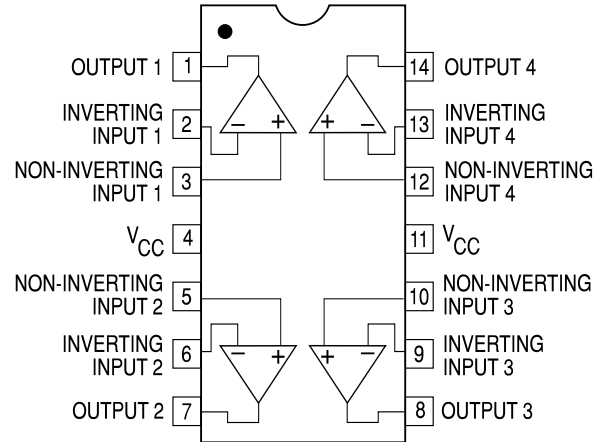 OUTPUT 1 1
14 OUTPUT 4
INVERTING
INPUT 1 2
− +
+ −
13 INVERTING
INPUT 4
NON-INVERTING
INPUT 1 3
12 NON-INVERTING
INPUT 4
VCC 4
11 VCC
NON-INVERTING
INPUT 2 5
10 NON-INVERTING
INPUT 3
INVERTING
INPUT 2 6
− +
+ −
9 INVERTING
INPUT 3
OUTPUT 2 7
8 OUTPUT 3